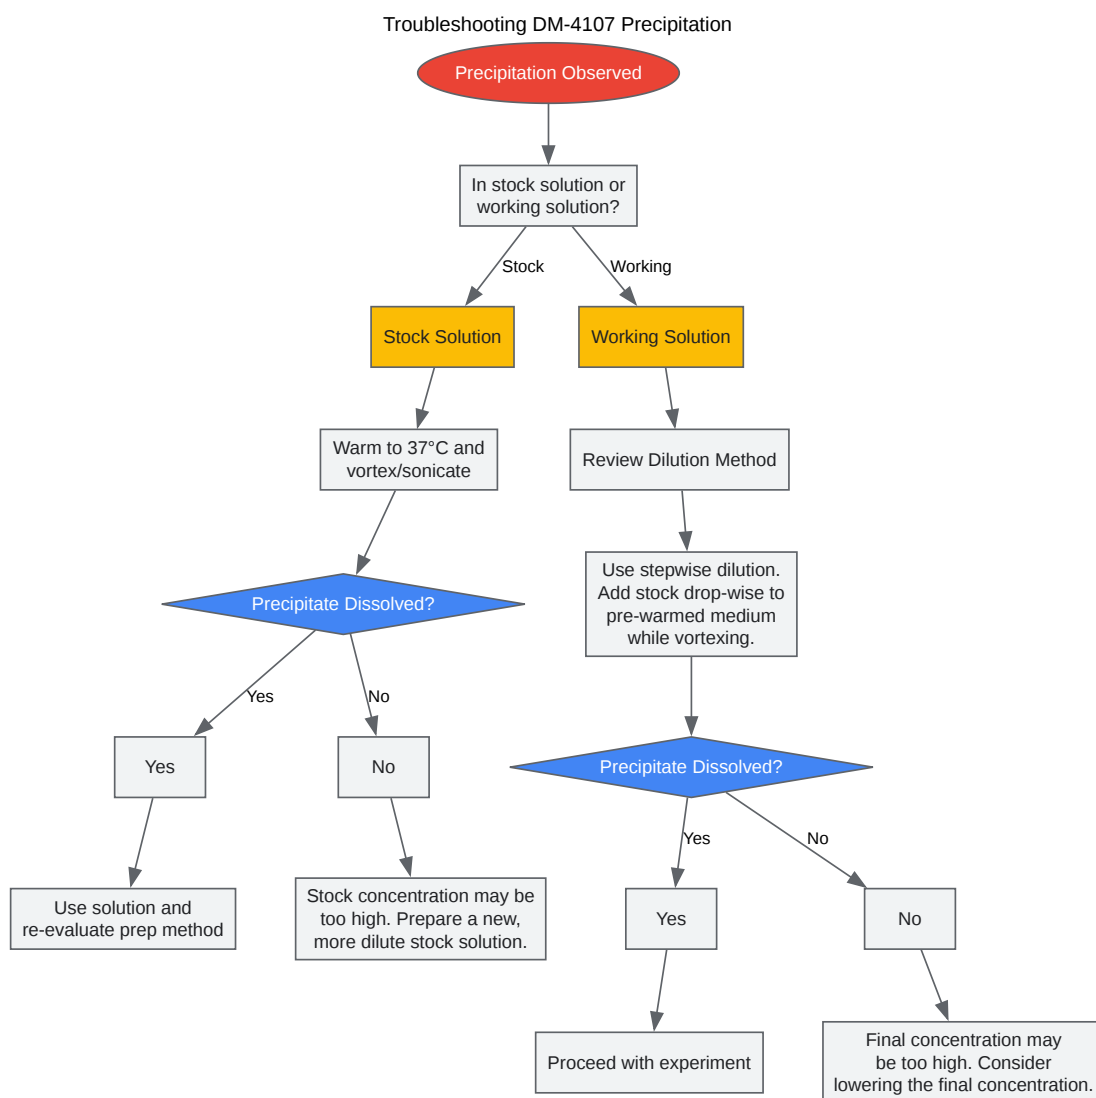 Troubleshooting DM-4107 Precipitation
Precipitation Observed
In stock solution or
working solution?
Stock
Working
Stock Solution
Working Solution
Warm to 37°C and
vortex/sonicate
Review Dilution Method
Use stepwise dilution.
Add stock drop-wise to
pre-warmed medium
while vortexing.
Precipitate Dissolved?
Yes
No
Yes
No
Precipitate Dissolved?
Yes
No
Use solution and
re-evaluate prep method
Stock concentration may be
too high. Prepare a new,
more dilute stock solution.
Yes
No
Proceed with experiment
Final concentration may
be too high. Consider
lowering the final concentration.